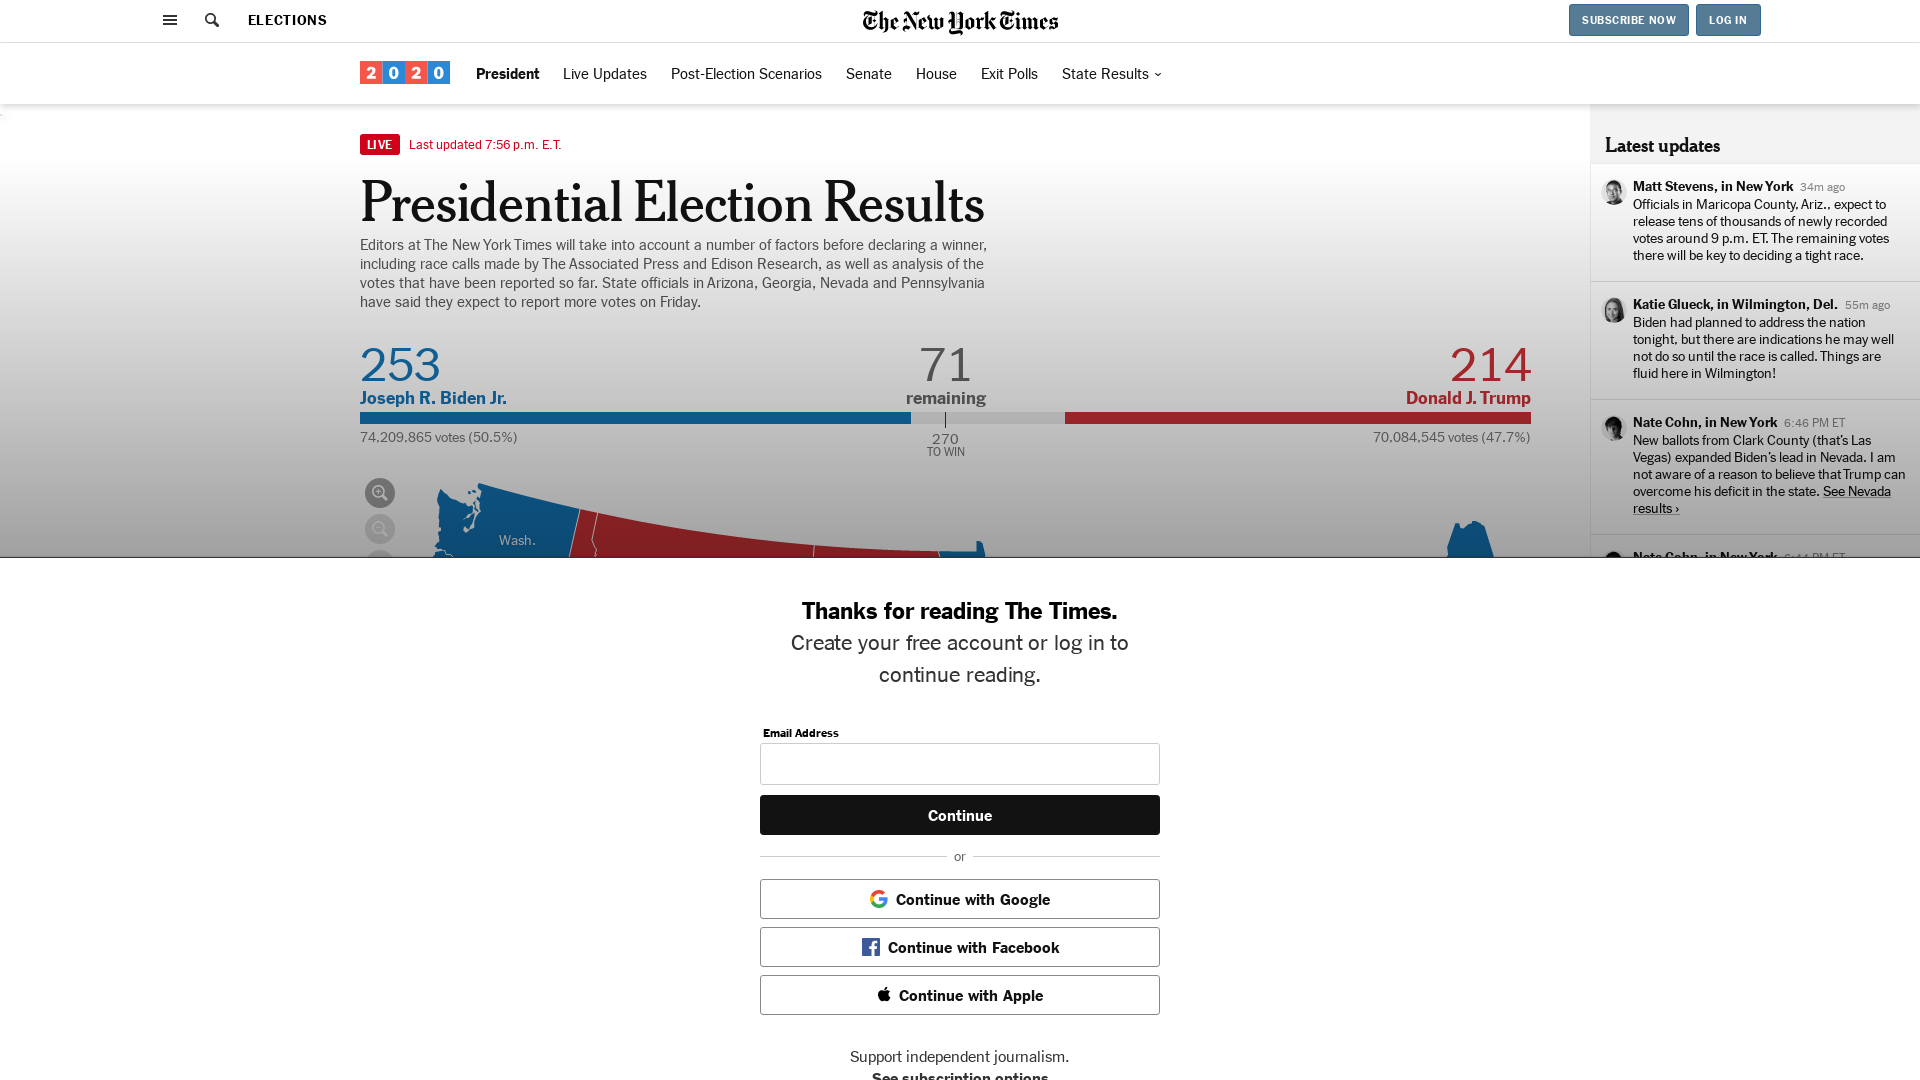 ELECTIONS
The New York Times
SUBSCRIBE NOW
LOG IN
2020
President
Live Updates
Post-Election Scenarios
Senate
House
Exit Polls
State Results
LIVE
Last updated 7:56 p.m. E.T.
Presidential Election Results
Editors at The New York Times will take into account a number of factors before declaring a winner,
including race calls made by The Associated Press and Edison Research, as well as analysis of the
votes that have been reported so far. State officials in Arizona, Georgia, Nevada and Pennsylvania
have said they expect to report more votes on Friday.
253
71
214
Joseph R. Biden Jr.
remaining
Donald J. Trump
74,209,865 votes (50.5%)
270
TO WIN
70,084,545 votes (47.7%)
Wash.
Latest updates
Matt Stevens, in New York 34m ago
Officials in Maricopa County, Ariz., expect to
release tens of thousands of newly recorded
votes around 9 p.m. ET. The remaining votes
there will be key to deciding a tight race.
Katie Glueck, in Wilmington, Del. 55m ago
Biden had planned to address the nation
tonight, but there are indications he may well
not do so until the race is called. Things are
fluid here in Wilmington!
Nate Cohn, in New York 6:46 PM ET
New ballots from Clark County (that's Las
Vegas) expanded Biden's lead in Nevada. I am
not aware of a reason to believe that Trump can
overcome his deficit in the state. See Nevada
results ›
Nate Cohn, in New York 6:44 PM ET
Thanks for reading The Times.
Create your free account or log in to
continue reading.
Email Address
Continue
or
Continue with Google
Continue with Facebook
Continue with Apple
Support independent journalism.
See subscription options